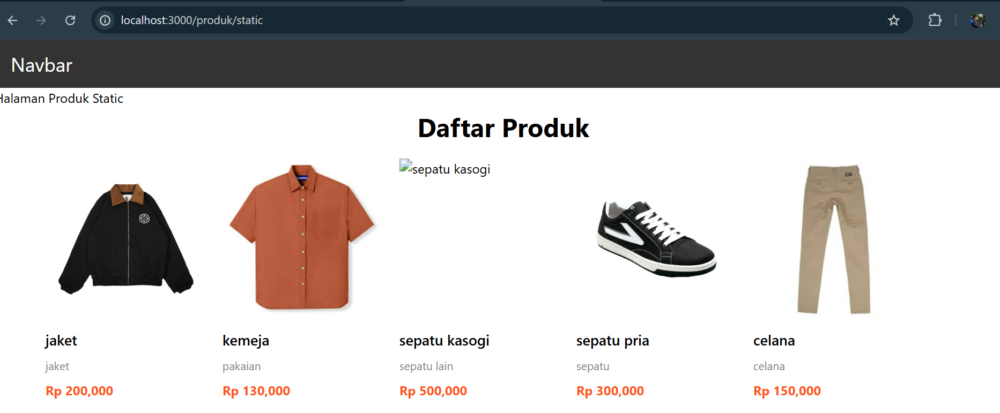 localhost:3000/produk/static
Navbar
Halaman Produk Static
Daftar Produk
sepatu kasogi
jaket
jaket
Rp 200,000
kemeja
pakaian
Rp 130,000
sepatu kasogi
sepatu lain
Rp 500,000
sepatu pria
sepatu
Rp 300,000
celana
celana
Rp 150,000